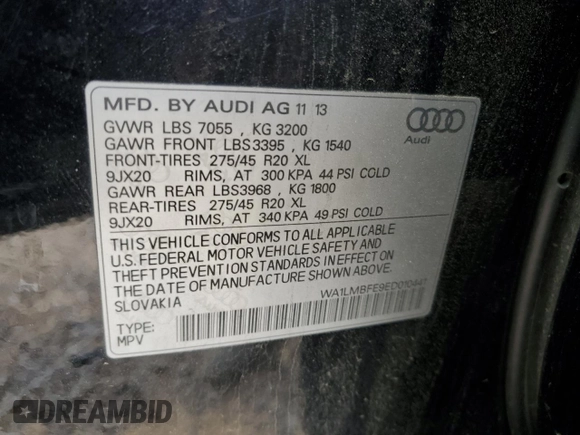 MFD. BY AUDI AG 11 13
GVWR LBS 7055 , KG 3200
GAWR FRONT LBS3395 , KG 1540
FRONT-TIRES 275/45 R20 XL
9JX20 RIMS, AT 300 KPA 44 PSI COLD
GAWR REAR LBS3968 , KG 1800
REAR-TIRES 275/45 R20 XL
9JX20 RIMS, AT 340 KPA 49 PSI COLD
THIS VEHICLE CONFORMS TO ALL APPLICABLE
U.S. FEDERAL MOTOR VEHICLE SAFETY AND
THEFT PREVENTION STANDARDS IN EFFECT ON
THE DATE OF MANUFACTURE SHOWN ABOVE
SLOVAKIA
WA1LMBFE9ED010441
TYPE:
MPV
Audi
DREAMBID